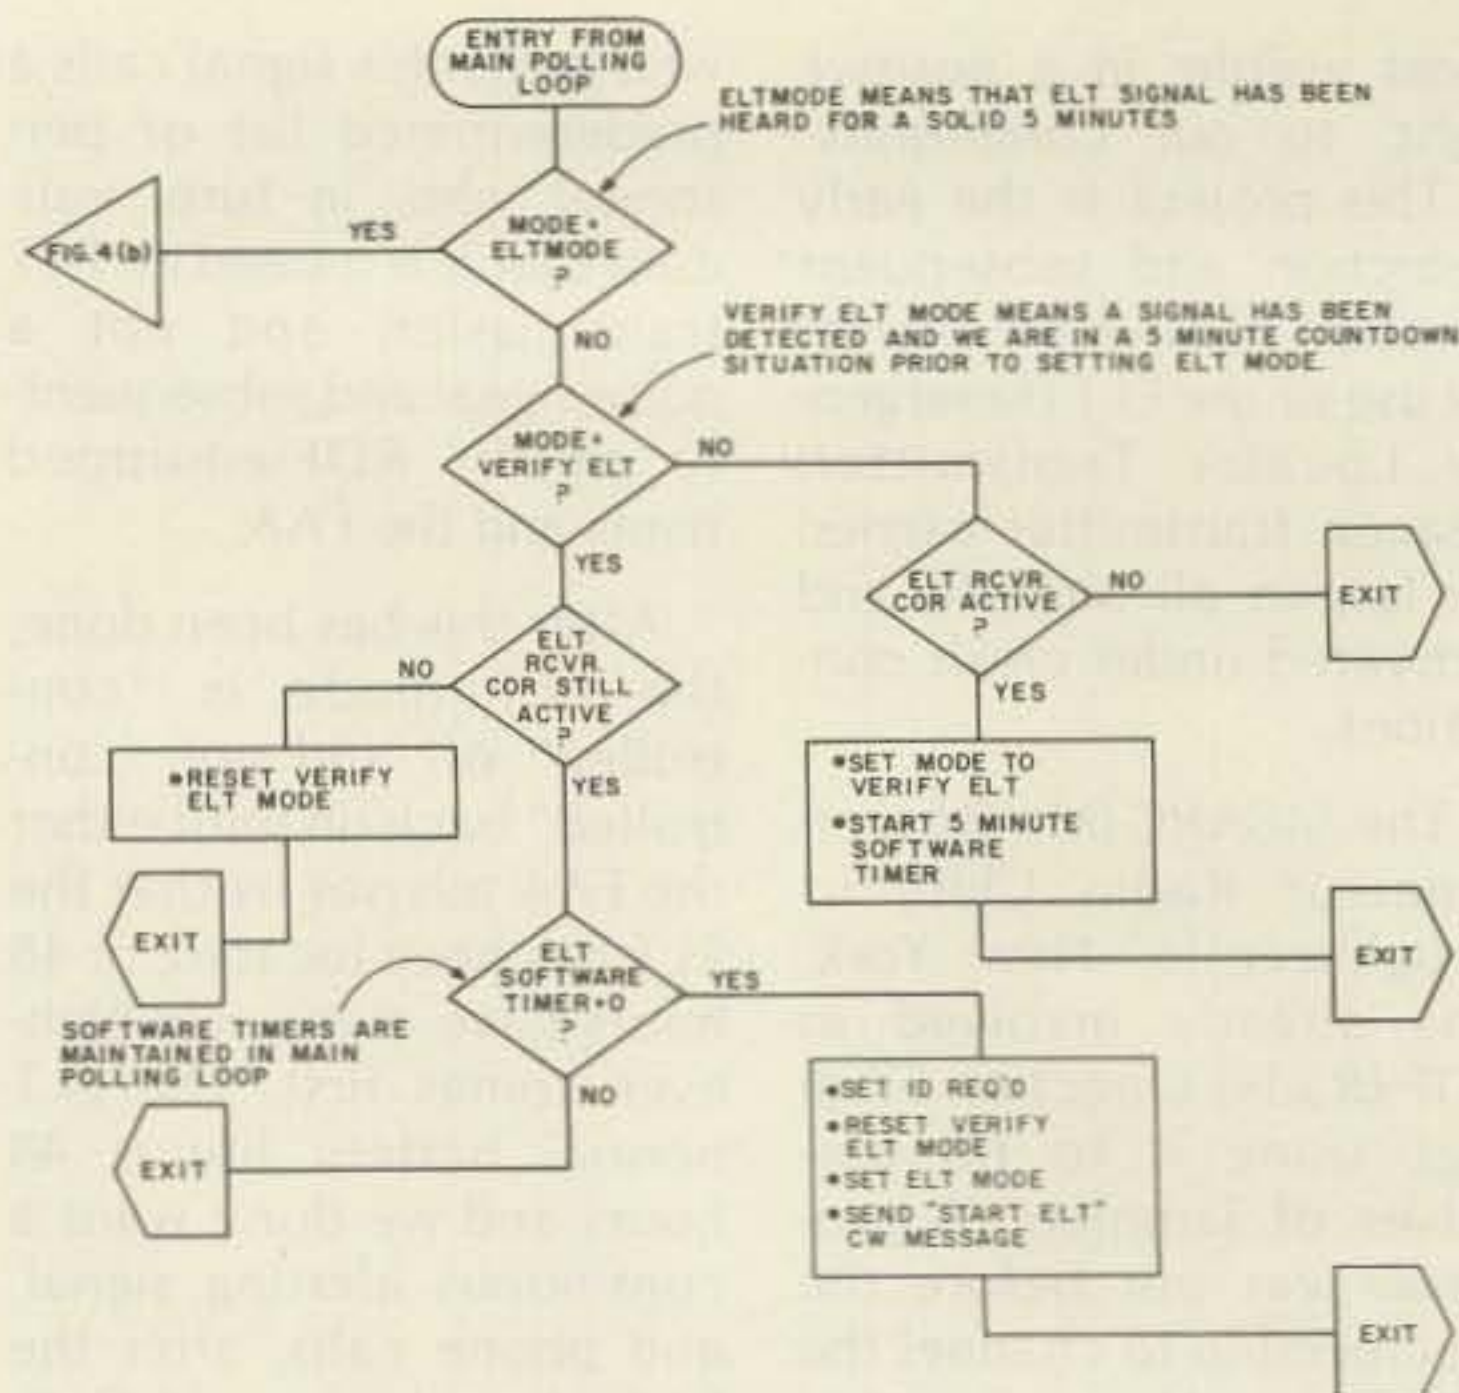 ENTRY FROM
MAIN POLLING
LOOP
ELTMODE MEANS THAT ELT SIGNAL HAS BEEN
HEARD FOR A SOLID 5 MINUTES
FIG. 4(b)
YES
MODE=
ELTMODE
?
NO
VERIFY ELT MODE MEANS A SIGNAL HAS BEEN
DETECTED AND WE ARE IN A 5 MINUTE COUNTDOWN
SITUATION PRIOR TO SETTING ELT MODE.
MODE=
VERIFY ELT
?
NO
YES
ELT RCVR.
COR ACTIVE
?
NO
EXIT
YES
ELT
RCVR.
COR STILL
ACTIVE
?
NO
YES
•RESET VERIFY
ELT MODE
EXIT
•SET MODE TO
VERIFY ELT
•START 5 MINUTE
SOFTWARE
TIMER
EXIT
ELT
SOFTWARE
TIMER=0
?
YES
NO
SOFTWARE TIMERS ARE
MAINTAINED IN MAIN
POLLING LOOP
EXIT
•SET ID REQ'D
•RESET VERIFY
ELT MODE
•SET ELT MODE
•SEND "START ELT"
CW MESSAGE
EXIT